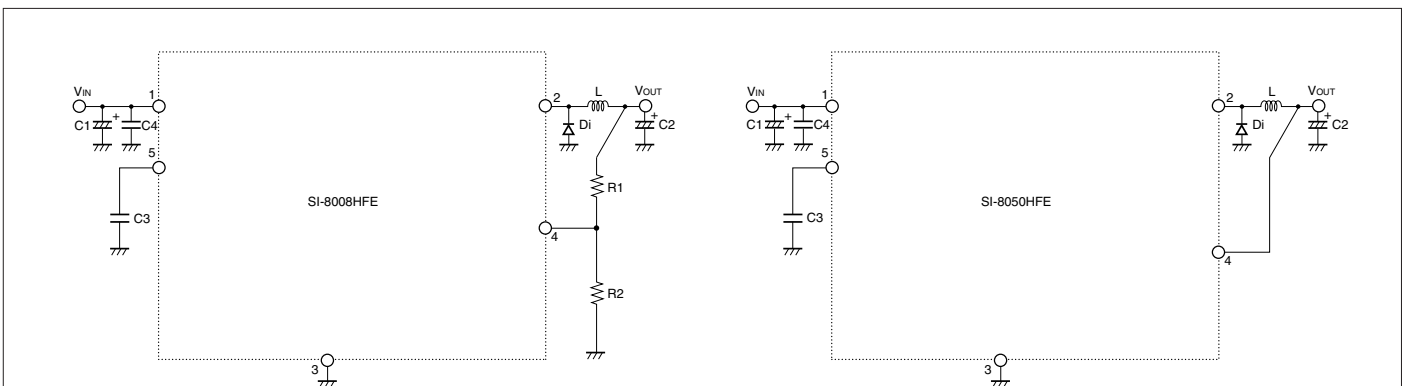 VIN
1
C1
+
C4
5
C3
SI-8008HFE
2
L
VOUT
Di
+
C2
R1
4
R2
3
VIN
1
C1
+
C4
5
C3
SI-8050HFE
2
L
VOUT
Di
+
C2
4
3